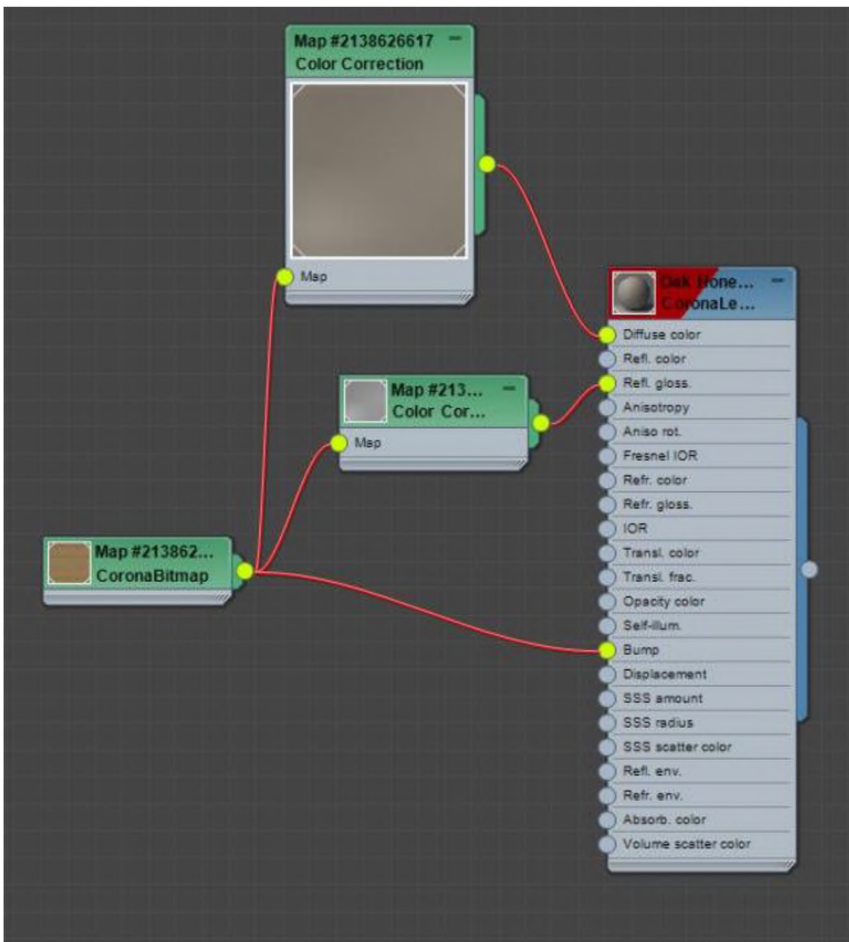 Map #2138626617
Color Correction
Map
Map #213...
Color Cor...
Map
Map #213862...
CoronaBitmap
Oak Hone...
CoronaLe...
Diffuse color
Refl. color
Refl. gloss.
Anisotropy
Aniso rot.
Fresnel IOR
Refr. color
Refr. gloss.
IOR
Transl. color
Transl. frac.
Opacity color
Self-illum.
Bump
Displacement
SSS amount
SSS radius
SSS scatter color
Refl. env.
Refr. env.
Absorb. color
Volume scatter color